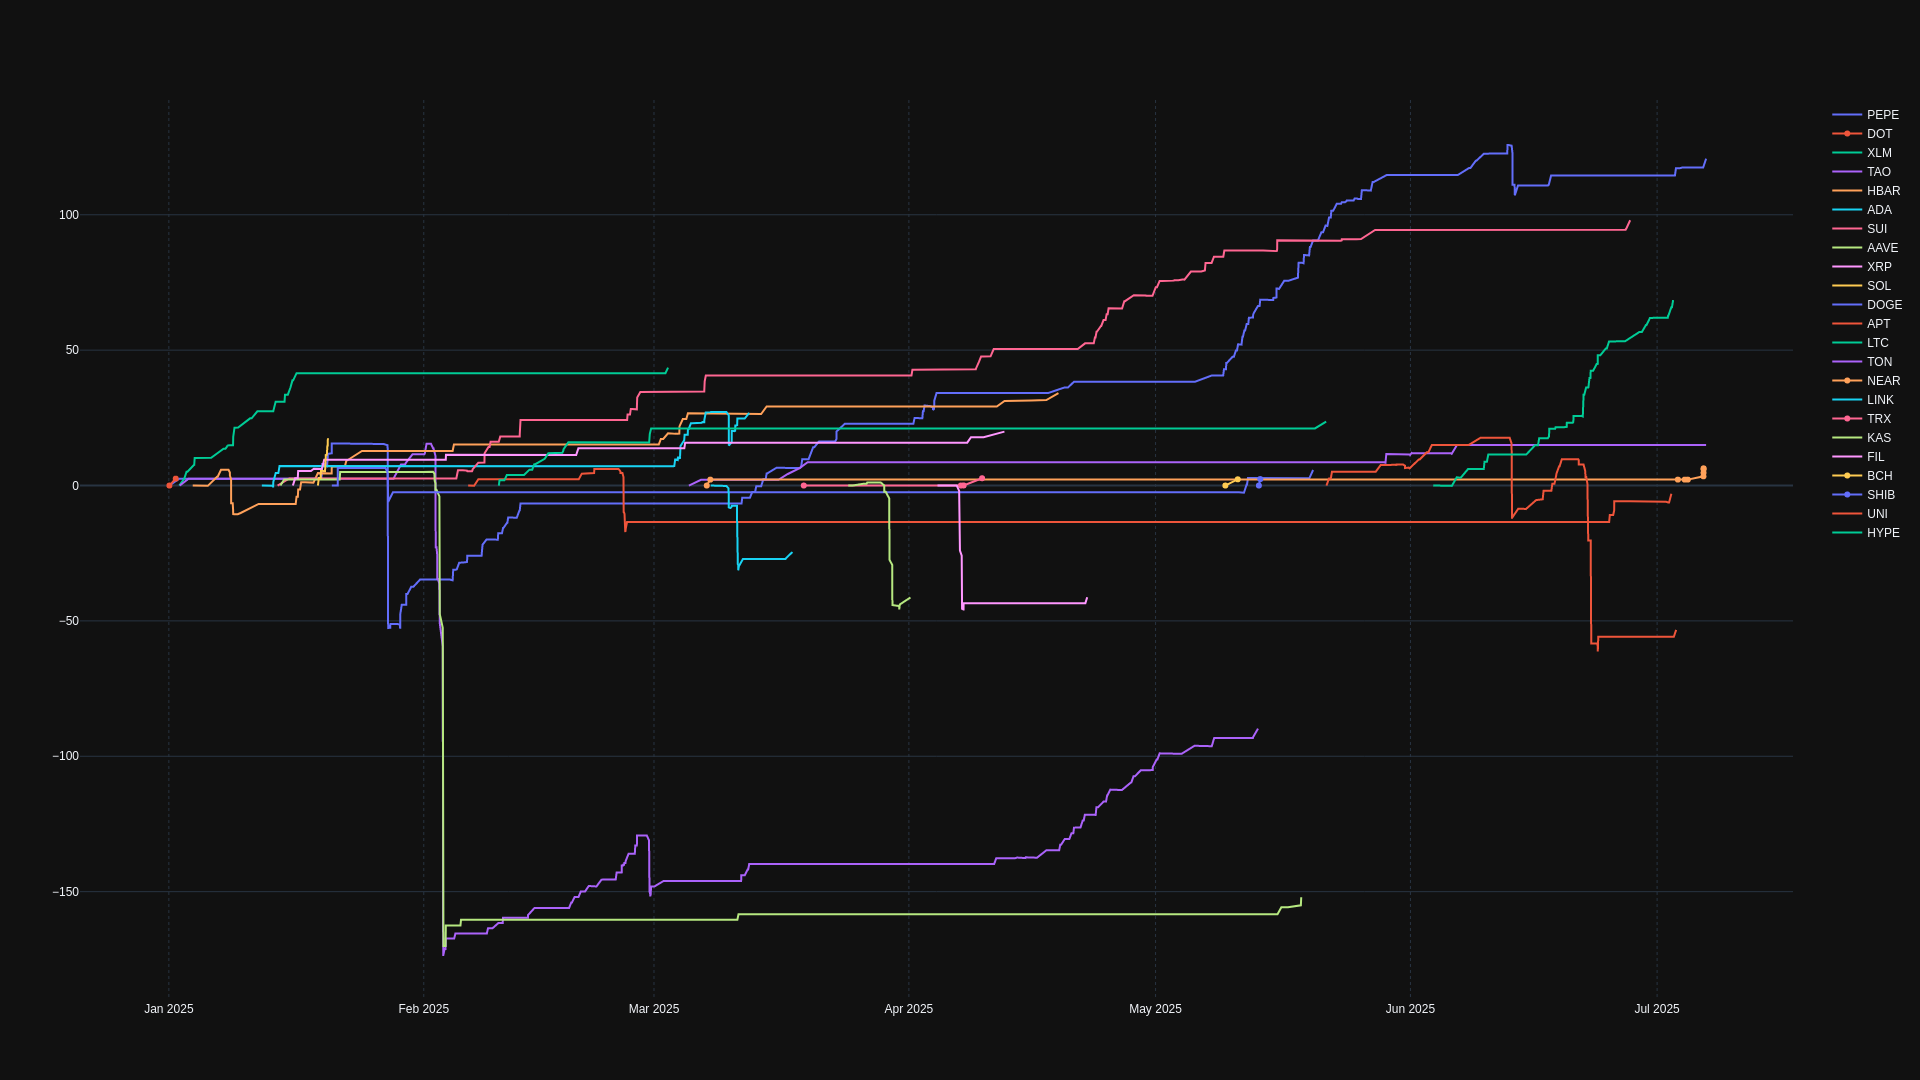 100
50
0
−50
−100
−150
Jan 2025
Feb 2025
Mar 2025
Apr 2025
May 2025
Jun 2025
Jul 2025
PEPE
DOT
XLM
TAO
HBAR
ADA
SUI
AAVE
XRP
SOL
DOGE
APT
LTC
TON
NEAR
LINK
TRX
KAS
FIL
BCH
SHIB
UNI
HYPE